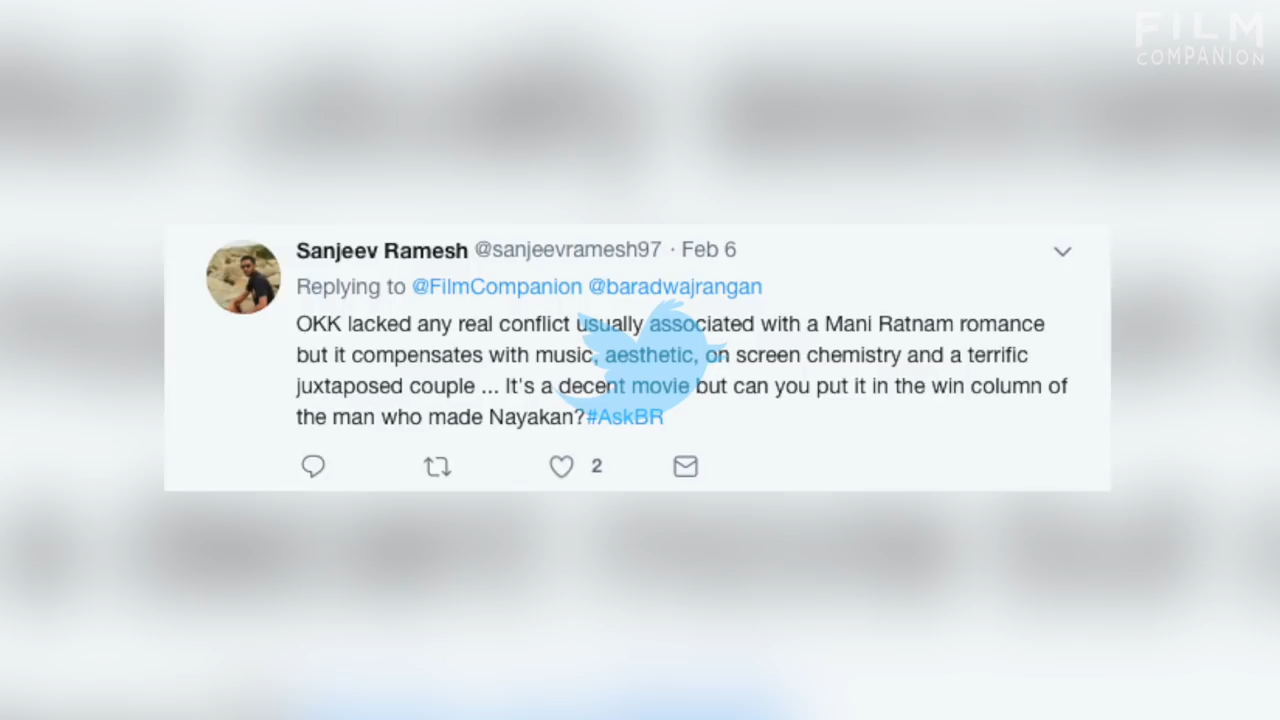 FILM
COMPANION
Sanjeev Ramesh @sanjeevramesh97 · Feb 6
Replying to @FilmCompanion @baradwajrangan
OKK lacked any real conflict usually associated with a Mani Ratnam romance
but it compensates with music, aesthetic, on screen chemistry and a terrific
juxtaposed couple ... It's a decent movie but can you put it in the win column of
the man who made Nayakan?#AskBR
2